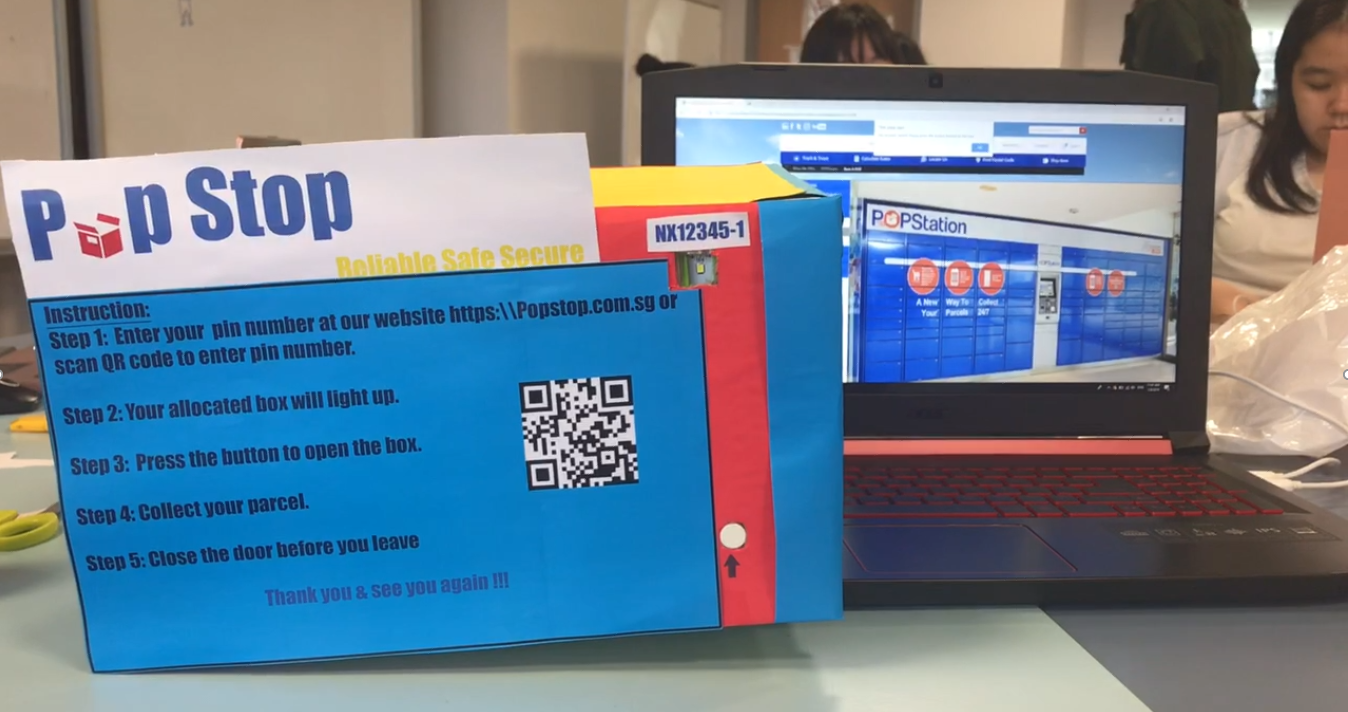 Pop Stop
Reliable Safe Secure
NX12345-1
Instruction:
Step 1: Enter your pin number at our website https:\\Popstop.com.sg or
scan QR code to enter pin number.
Step 2: Your allocated box will light up.
Step 3: Press the button to open the box.
Step 4: Collect your parcel.
Step 5: Close the door before you leave
Thank you & see you again !!!
POPStation
A New Way To Collect
Your Parcels 24/7
IPS